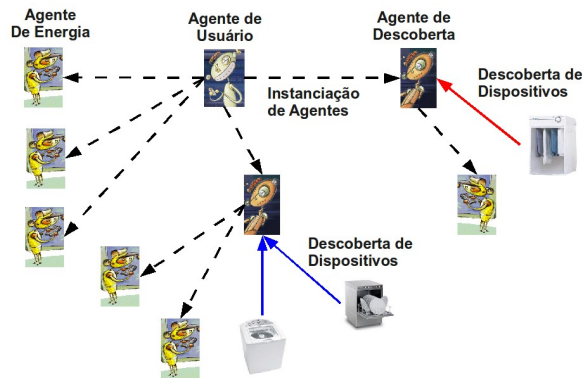 Agente
De Energia
Agente de
Usuário
Agente de
Descoberta
Instanciação
de Agentes
Descoberta de
Dispositivos
Descoberta de
Dispositivos